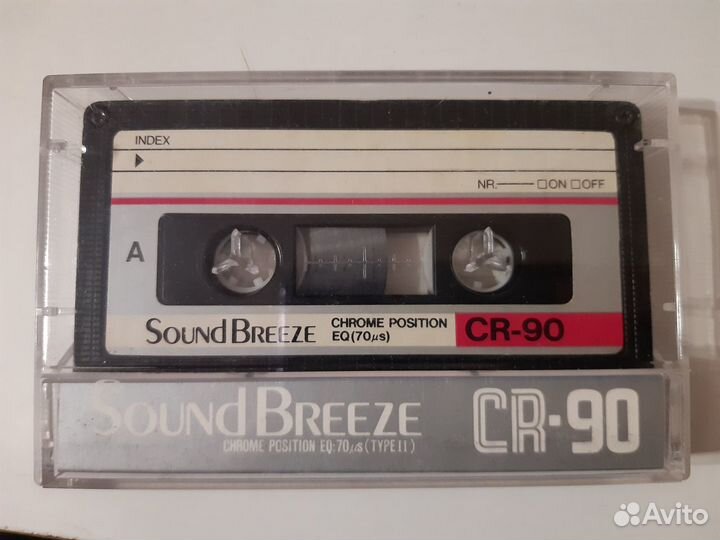 INDEX
NR. □ON □OFF
A
SOUND BREEZE CHROME POSITION EQ(70μs) CR-90
SOUND BREEZE CR-90
CHROME POSITION EQ:70μs (TYPE II)
Avito